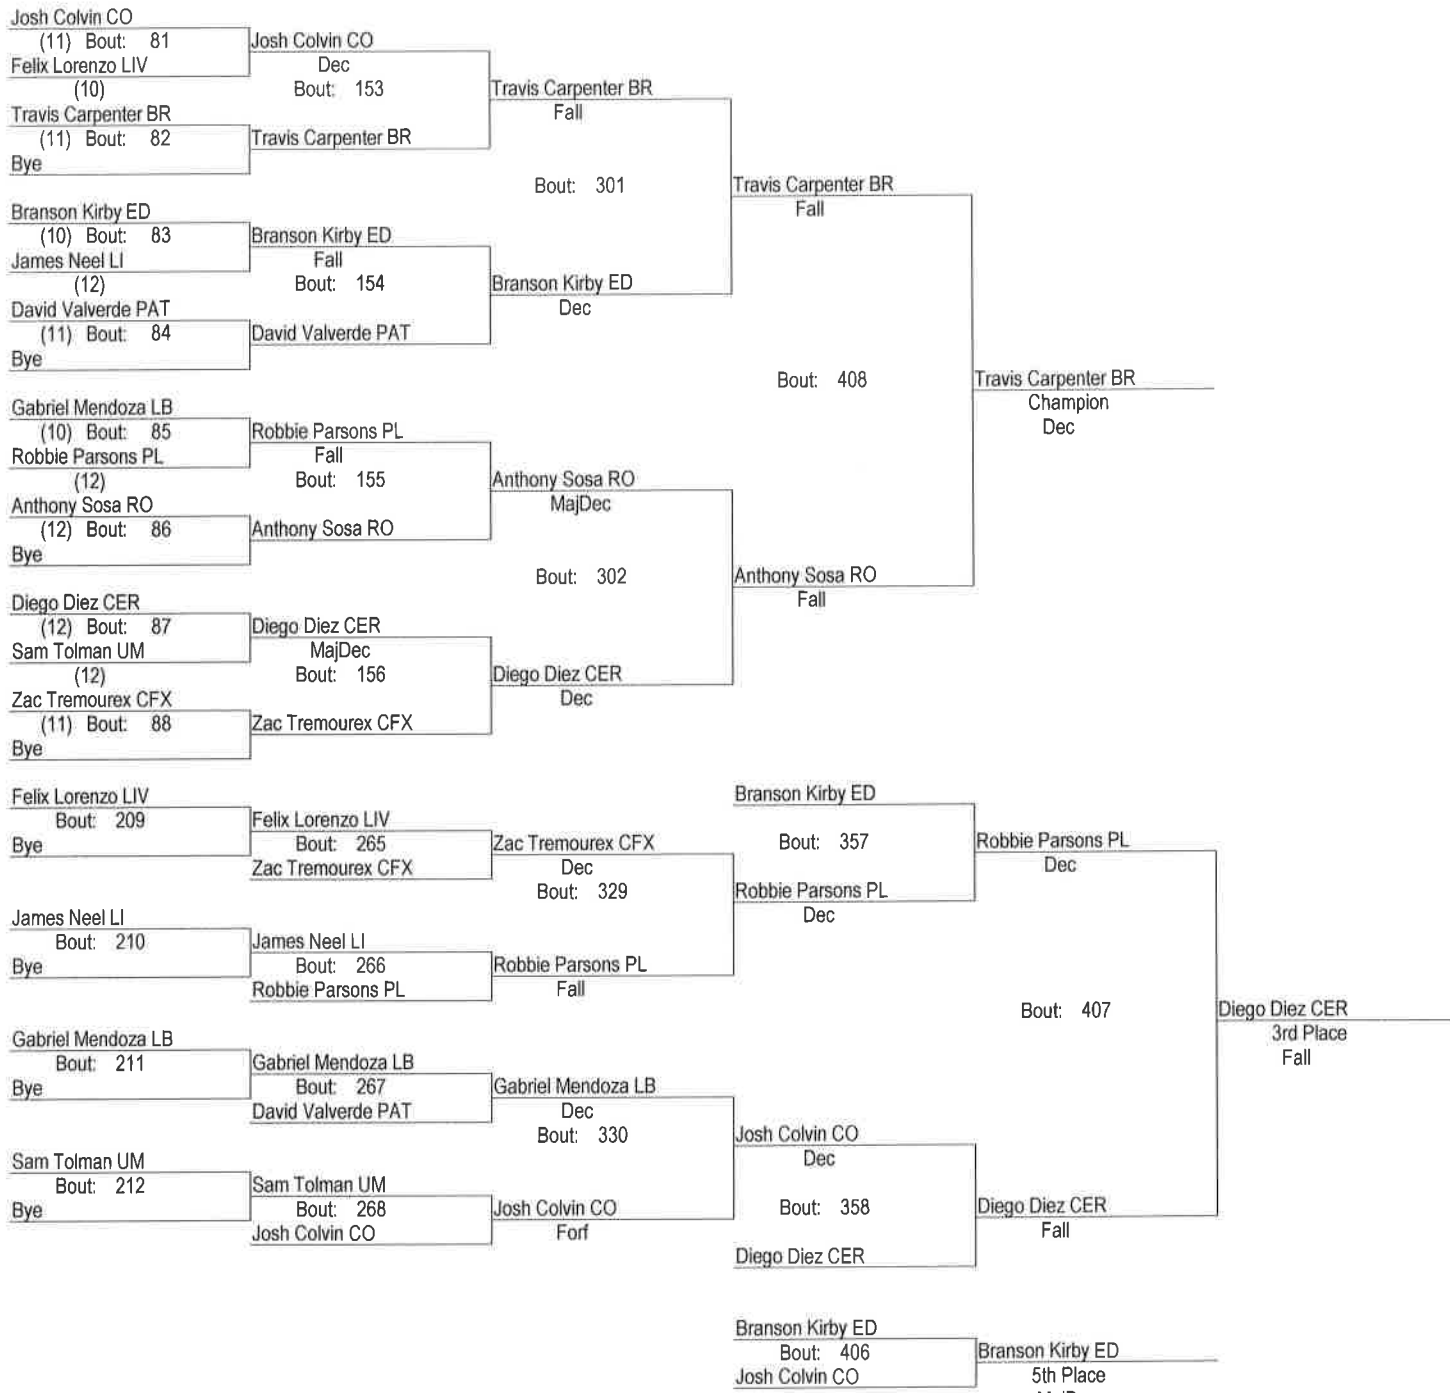 Josh Colvin CO
(11) Bout: 81
Felix Lorenzo LIV
(10)
Travis Carpenter BR
(11) Bout: 82
Bye
Branson Kirby ED
(10) Bout: 83
James Neel LI
(12)
David Valverde PAT
(11) Bout: 84
Bye
Gabriel Mendoza LB
(10) Bout: 85
Robbie Parsons PL
(12)
Anthony Sosa RO
(12) Bout: 86
Bye
Diego Diez CER
(12) Bout: 87
Sam Tolman UM
(12)
Zac Tremourex CFX
(11) Bout: 88
Bye
Josh Colvin CO
Dec
Bout: 153
Travis Carpenter BR
Branson Kirby ED
Fall
Bout: 154
David Valverde PAT
Robbie Parsons PL
Fall
Bout: 155
Anthony Sosa RO
Diego Diez CER
MajDec
Bout: 156
Zac Tremourex CFX
Travis Carpenter BR
Fall
Bout: 301
Branson Kirby ED
Dec
Anthony Sosa RO
MajDec
Bout: 302
Diego Diez CER
Dec
Travis Carpenter BR
Fall
Bout: 408
Anthony Sosa RO
Fall
Travis Carpenter BR
Champion
Dec
Felix Lorenzo LIV
Bout: 209
Bye
James Neel LI
Bout: 210
Bye
Gabriel Mendoza LB
Bout: 211
Bye
Sam Tolman UM
Bout: 212
Bye
Felix Lorenzo LIV
Bout: 265
Zac Tremourex CFX
James Neel LI
Bout: 266
Robbie Parsons PL
Gabriel Mendoza LB
Bout: 267
David Valverde PAT
Sam Tolman UM
Bout: 268
Josh Colvin CO
Zac Tremourex CFX
Dec
Bout: 329
Robbie Parsons PL
Fall
Gabriel Mendoza LB
Dec
Bout: 330
Josh Colvin CO
Forf
Branson Kirby ED
Bout: 357
Robbie Parsons PL
Dec
Josh Colvin CO
Dec
Bout: 358
Diego Diez CER
Robbie Parsons PL
Dec
Bout: 407
Diego Diez CER
Fall
Diego Diez CER
3rd Place
Fall
Branson Kirby ED
Bout: 406
Josh Colvin CO
Branson Kirby ED
5th Place